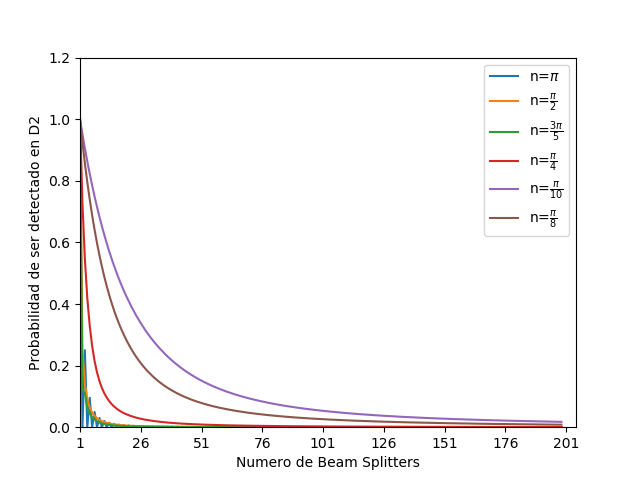 1.2
1.0
0.8
0.6
0.4
0.2
0.0
Probabilidad de ser detectado en D2
n=π
n=π/2
n=3π/5
n=π/4
n=π/10
n=π/8
1 26 51 76 101 126 151 176 201
Numero de Beam Splitters